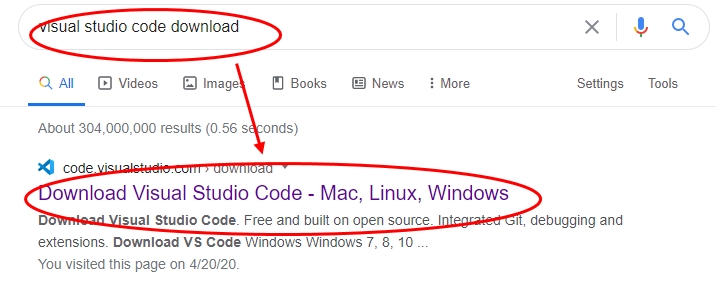 visual studio code download
All Videos Images Books News More Settings Tools
About 304,000,000 results (0.56 seconds)
code.visualstudio.com › download
Download Visual Studio Code - Mac, Linux, Windows
Download Visual Studio Code. Free and built on open source. Integrated Git, debugging and
extensions. Download VS Code Windows Windows 7, 8, 10 ...
You visited this page on 4/20/20.